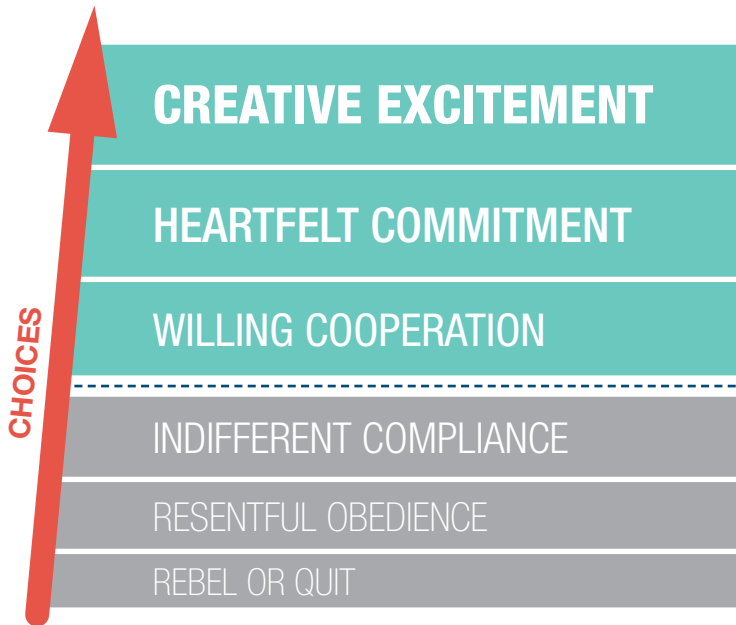 CREATIVE EXCITEMENT
HEARTFELT COMMITMENT
WILLING COOPERATION
CHOICES
INDIFFERENT COMPLIANCE
RESENTFUL OBEDIENCE
REBEL OR QUIT